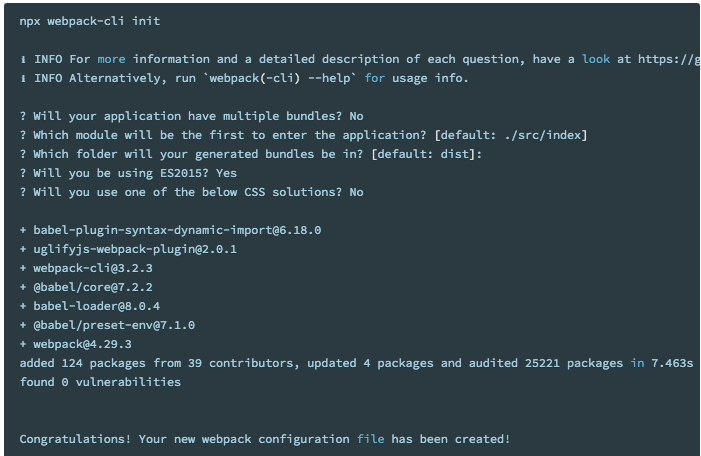 npx webpack-cli init
ℹ INFO For more information and a detailed description of each question, have a look at https://g
ℹ INFO Alternatively, run `webpack(-cli) --help` for usage info.
? Will your application have multiple bundles? No
? Which module will be the first to enter the application? [default: ./src/index]
? Which folder will your generated bundles be in? [default: dist]:
? Will you be using ES2015? Yes
? Will you use one of the below CSS solutions? No
+ babel-plugin-syntax-dynamic-import@6.18.0
+ uglifyjs-webpack-plugin@2.0.1
+ webpack-cli@3.2.3
+ @babel/core@7.2.2
+ babel-loader@8.0.4
+ @babel/preset-env@7.1.0
+ webpack@4.29.3
added 124 packages from 39 contributors, updated 4 packages and audited 25221 packages in 7.463s
found 0 vulnerabilities
Congratulations! Your new webpack configuration file has been created!